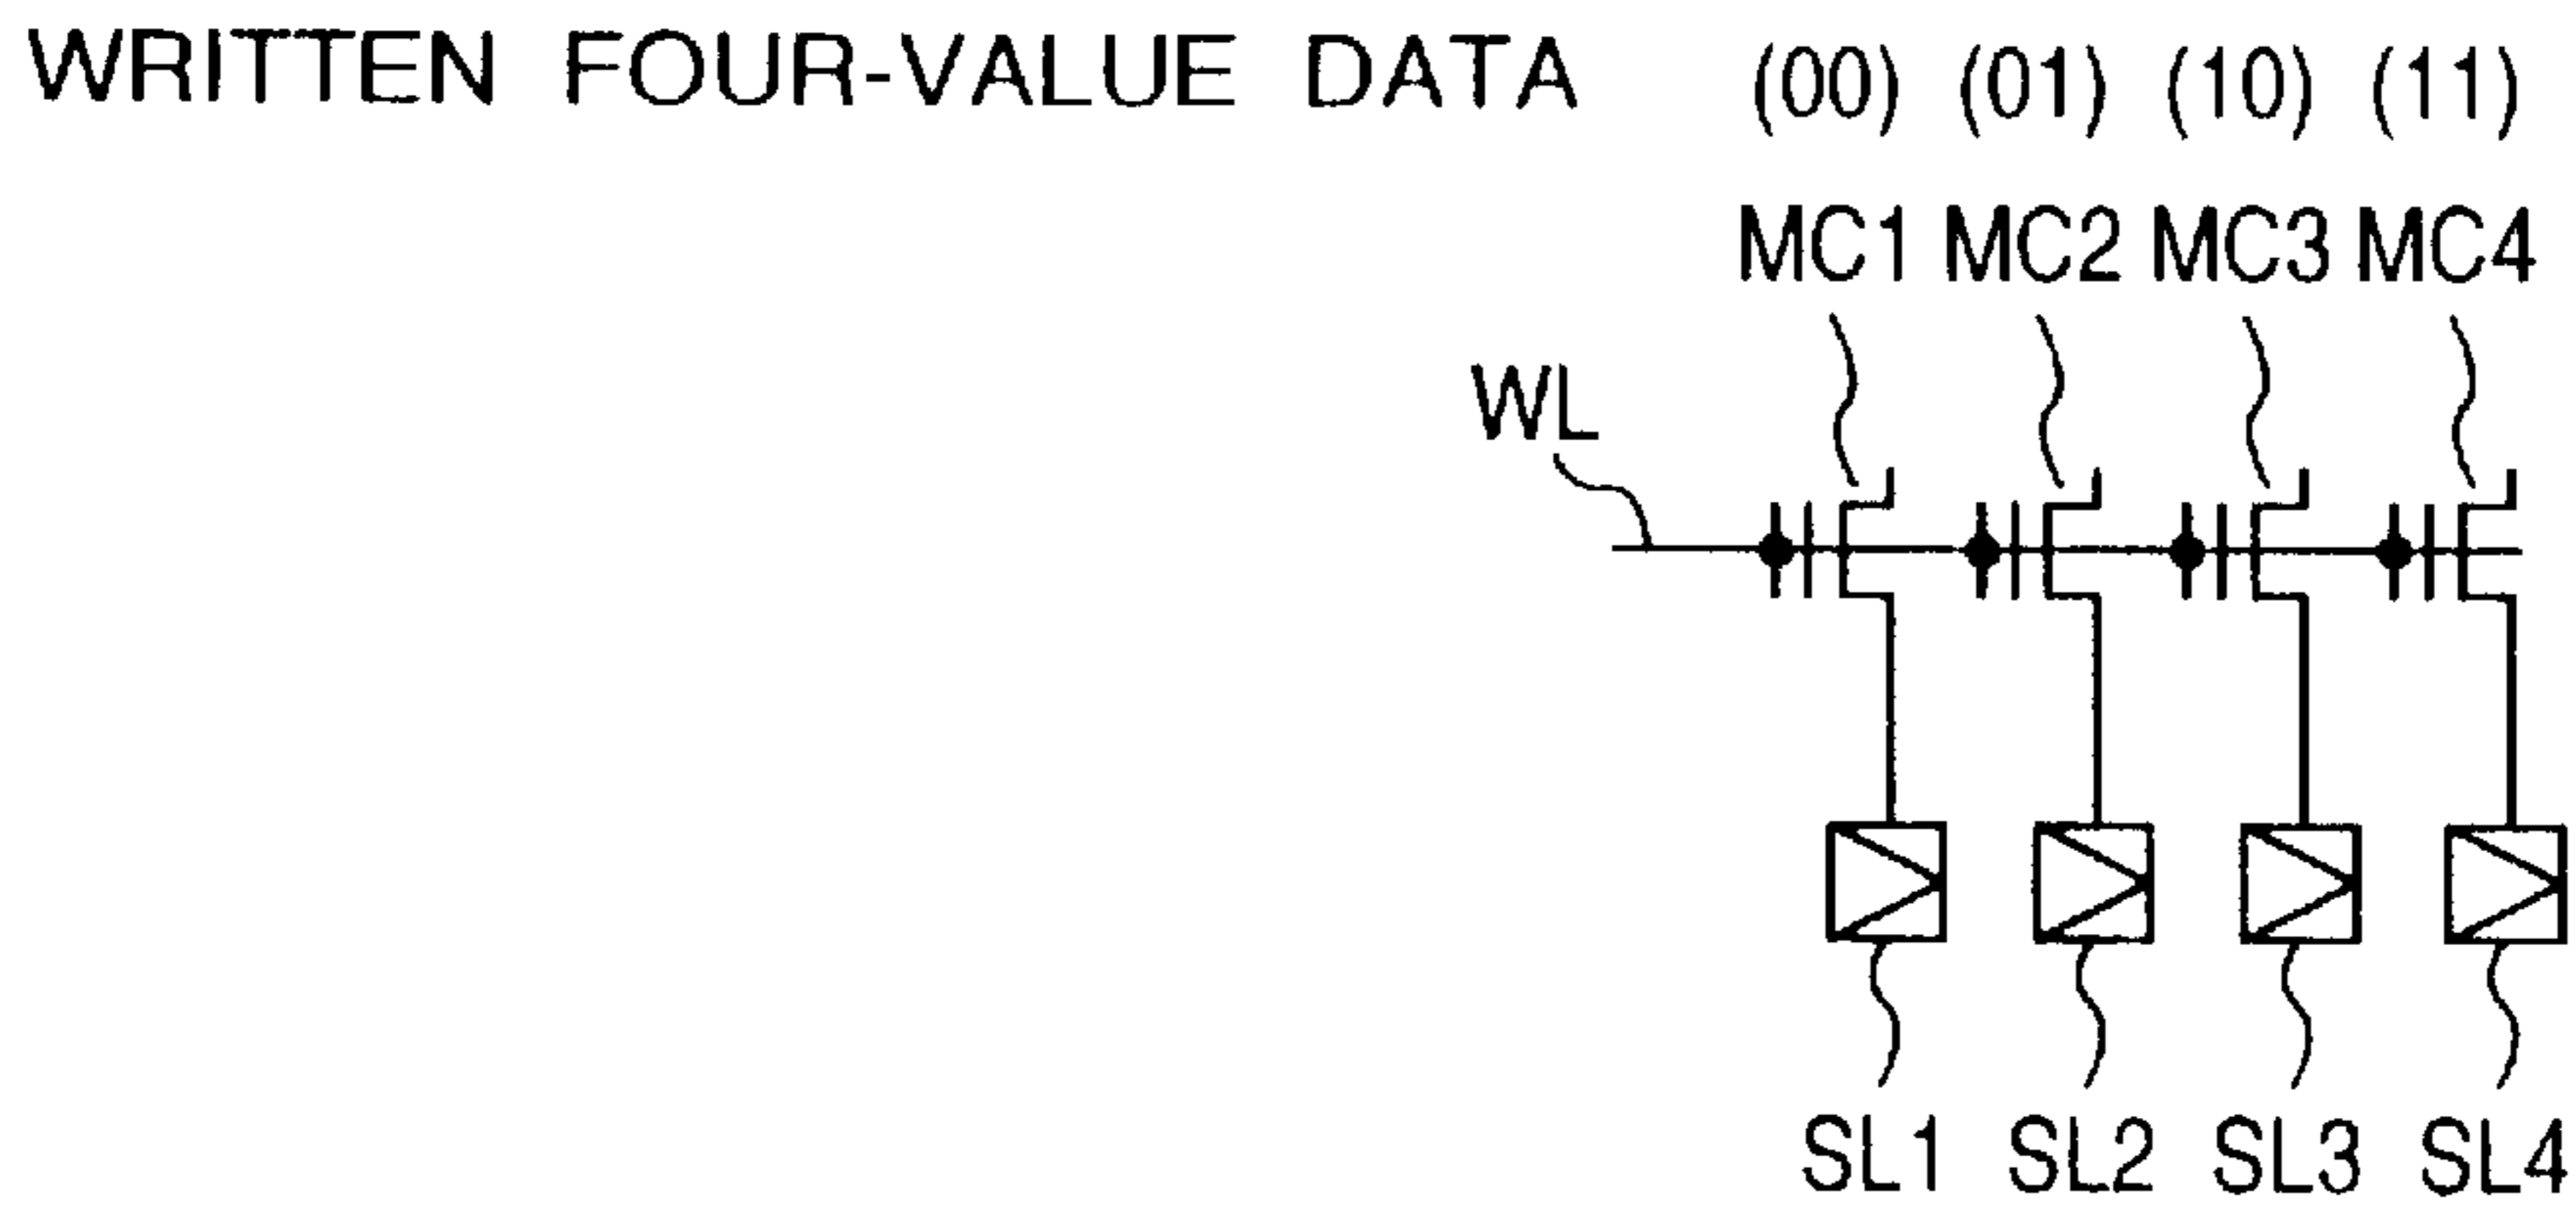 WRITTEN FOUR-VALUE DATA (00) (01) (10) (11)
MC1 MC2 MC3 MC4
WL
SL1 SL2 SL3 SL4